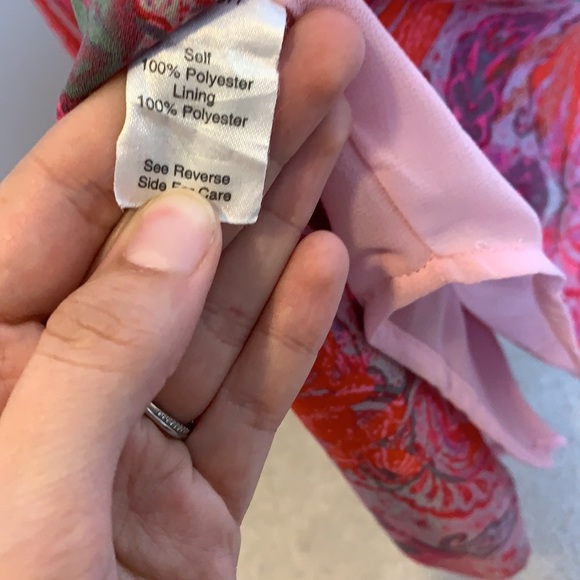 Self
100% Polyester
Lining
100% Polyester
See Reverse
Side For Care